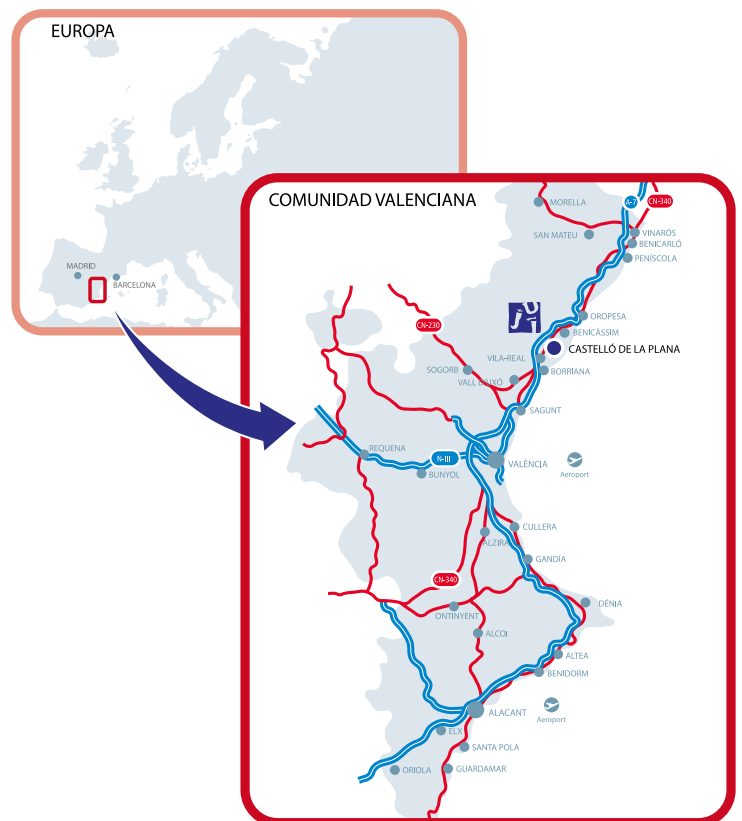 EUROPA
MADRID
BARCELONA
COMUNIDAD VALENCIANA
A-7
CN-340
MORELLA
SAN MATEU
VINARÒS
BENICARLÓ
PENÍSCOLA
OROPESA
CN-230
BENICÀSSIM
CASTELLÓ DE LA PLANA
VILA-REAL
SOGORB
BORRIANA
VALL D'UIXÓ
SAGUNT
REQUENA
N-III
VALÈNCJA
BUNYOL
Aeroport
CULLERA
ALZIRA
GANDÍA
CN-340
DÉNIA
ONTINYENT
ALCOI
ALTEA
BENIDORM
ALACANT
Aeroport
ELX
SANTA POLA
ORIOLA
GUARDAMAR